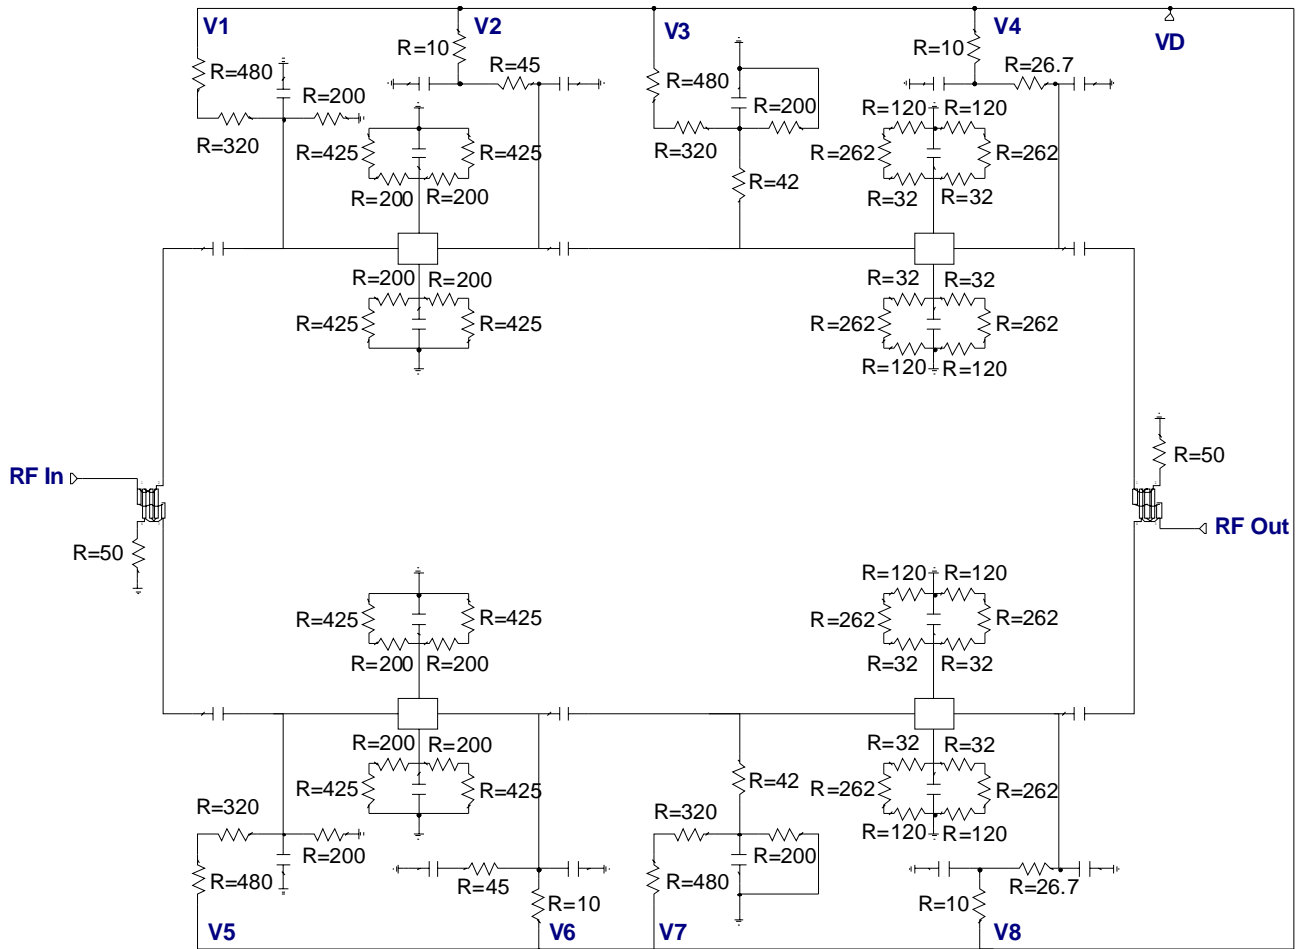 V1 V2 V3 V4
VD
R=10 R=10
R=45 R=26.7
R=480 R=480
R=200 R=200
R=120 R=120
R=320 R=425 R=425 R=320 R=262 R=262
R=200 R=200 R=42 R=32 R=32
R=200 R=200 R=32 R=32
R=425 R=425 R=262 R=262
R=120 R=120
R=50
RF In
RF Out
R=50
R=120 R=120
R=425 R=425 R=262 R=262
R=200 R=200 R=32 R=32
R=200 R=200 R=32 R=32
R=425 R=425 R=42 R=262 R=262
R=320 R=320
R=120 R=120
R=200 R=200
R=480 R=45 R=480 R=26.7
R=10 R=10
V5 V6 V7 V8